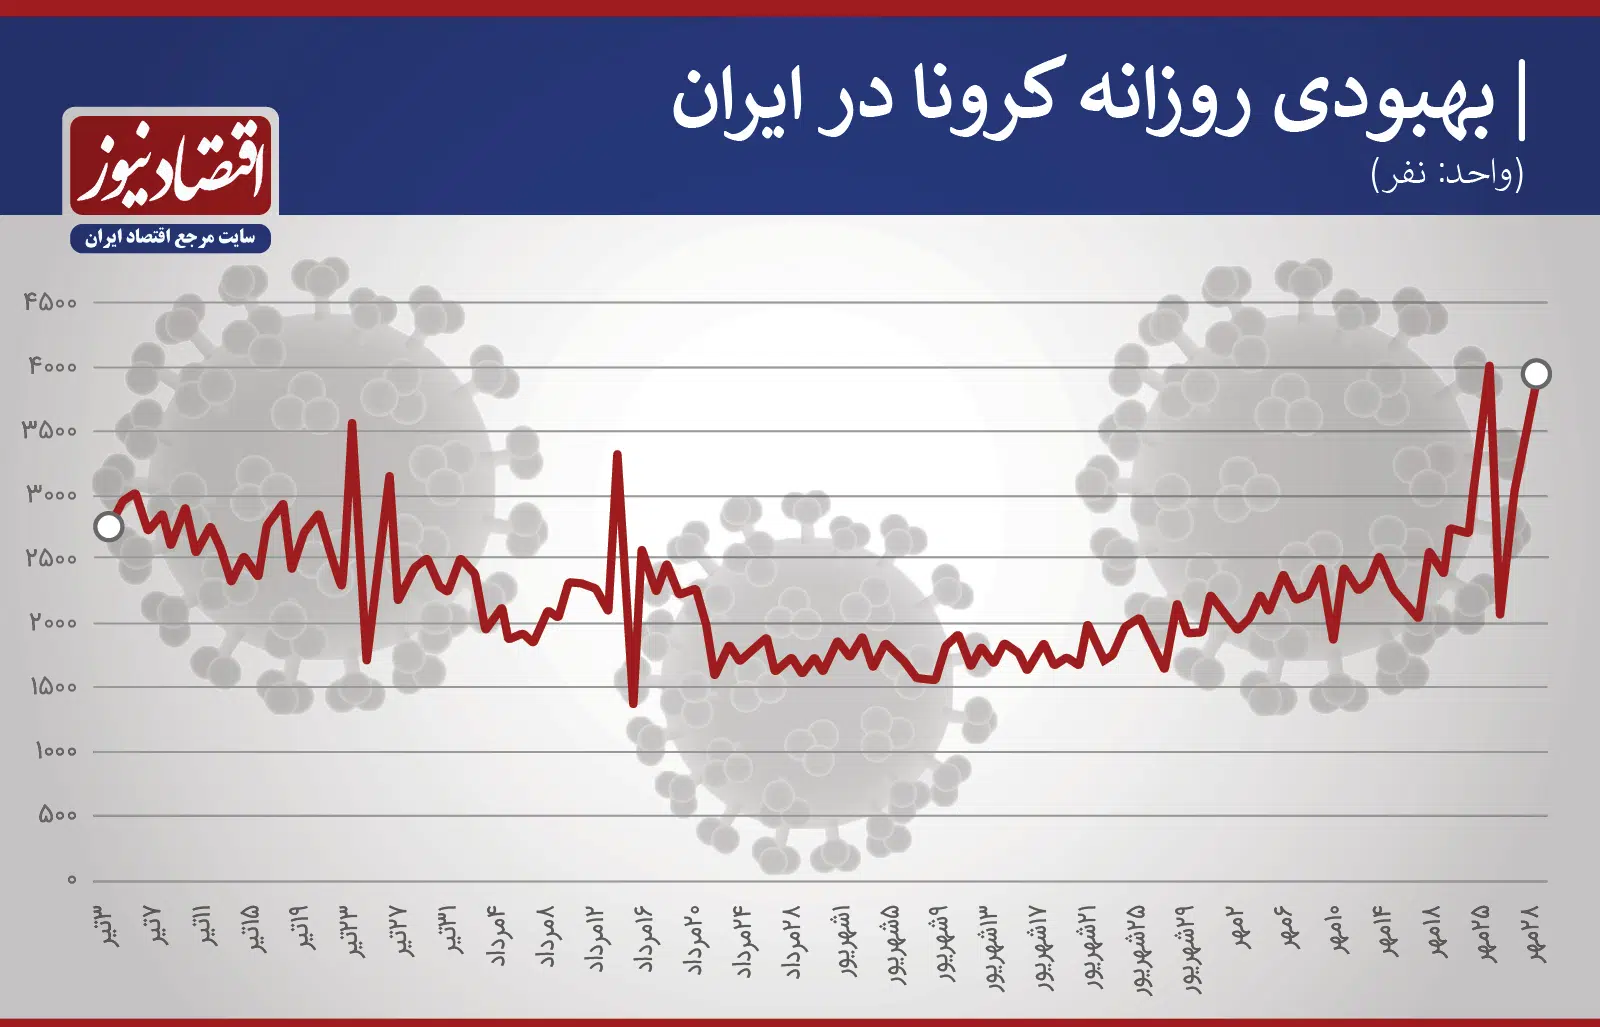 بهبودی روزانه کرونا در ایران
(واحد: نفر)
اقتصادنیوز
سایت مرجع اقتصاد ایران
۴۵۰۰
۴۰۰۰
۳۵۰۰
۳۰۰۰
۲۵۰۰
۲۰۰۰
۱۵۰۰
۱۰۰۰
۵۰۰
۰
۳تیر
۷تیر
۱۱تیر
۱۵تیر
۱۹تیر
۲۳تیر
۲۷تیر
۳۱تیر
۴مرداد
۸مرداد
۱۲مرداد
۱۶مرداد
۲۰مرداد
۲۴مرداد
۲۸مرداد
۱شهریور
۵شهریور
۹شهریور
۱۳شهریور
۱۷شهریور
۲۱شهریور
۲۵شهریور
۲۹شهریور
۲مهر
۶مهر
۱۰مهر
۱۴مهر
۱۸مهر
۲۵مهر
۲۸مهر